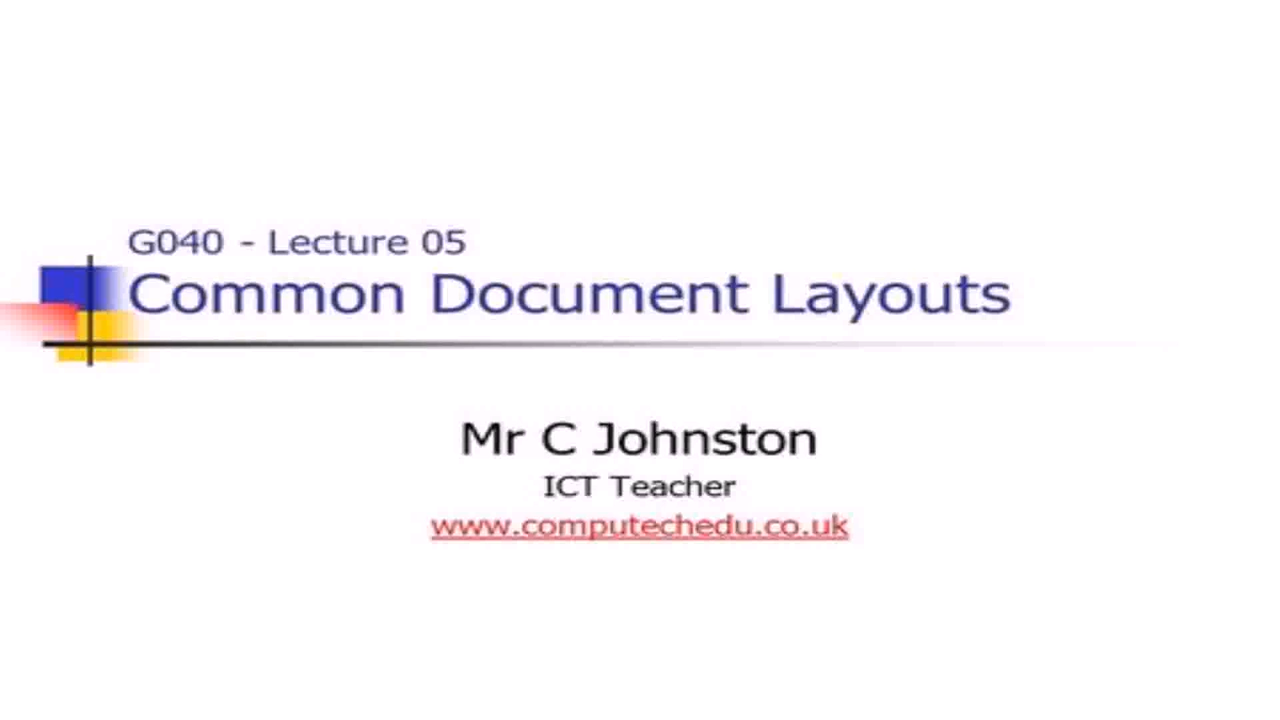 G040 - Lecture 05
Common Document Layouts
Mr C Johnston
ICT Teacher
www.computechedu.co.uk